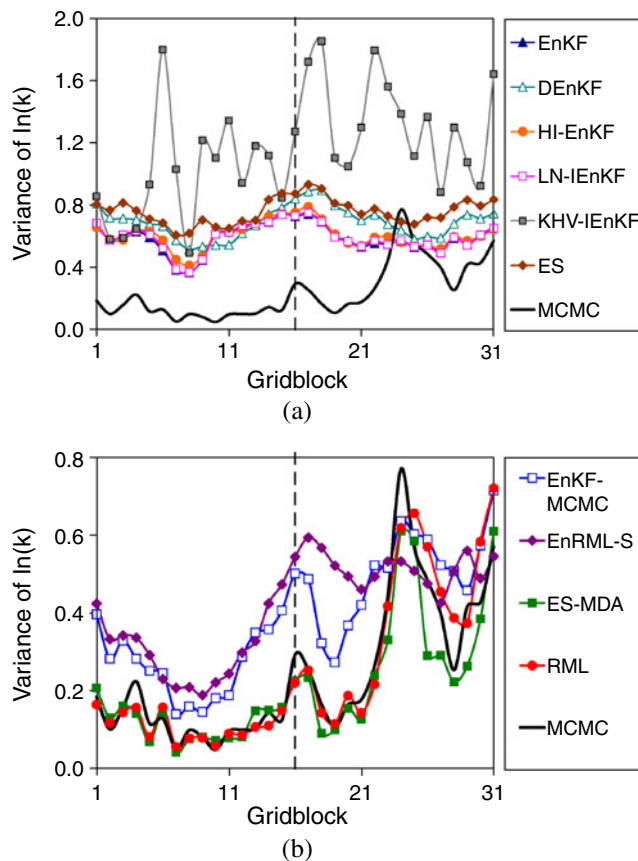 2.0
1.6
1.2
0.8
0.4
0.0
Variance of ln(k)
1
11
21
31
Gridblock
EnKF
DEnKF
HI-EnKF
LN-IEnKF
KHV-IEnKF
ES
MCMC
(a)
0.8
0.6
0.4
0.2
0.0
Variance of ln(k)
1
11
21
31
Gridblock
EnKF-
MCMC
EnRML-S
ES-MDA
RML
MCMC
(b)